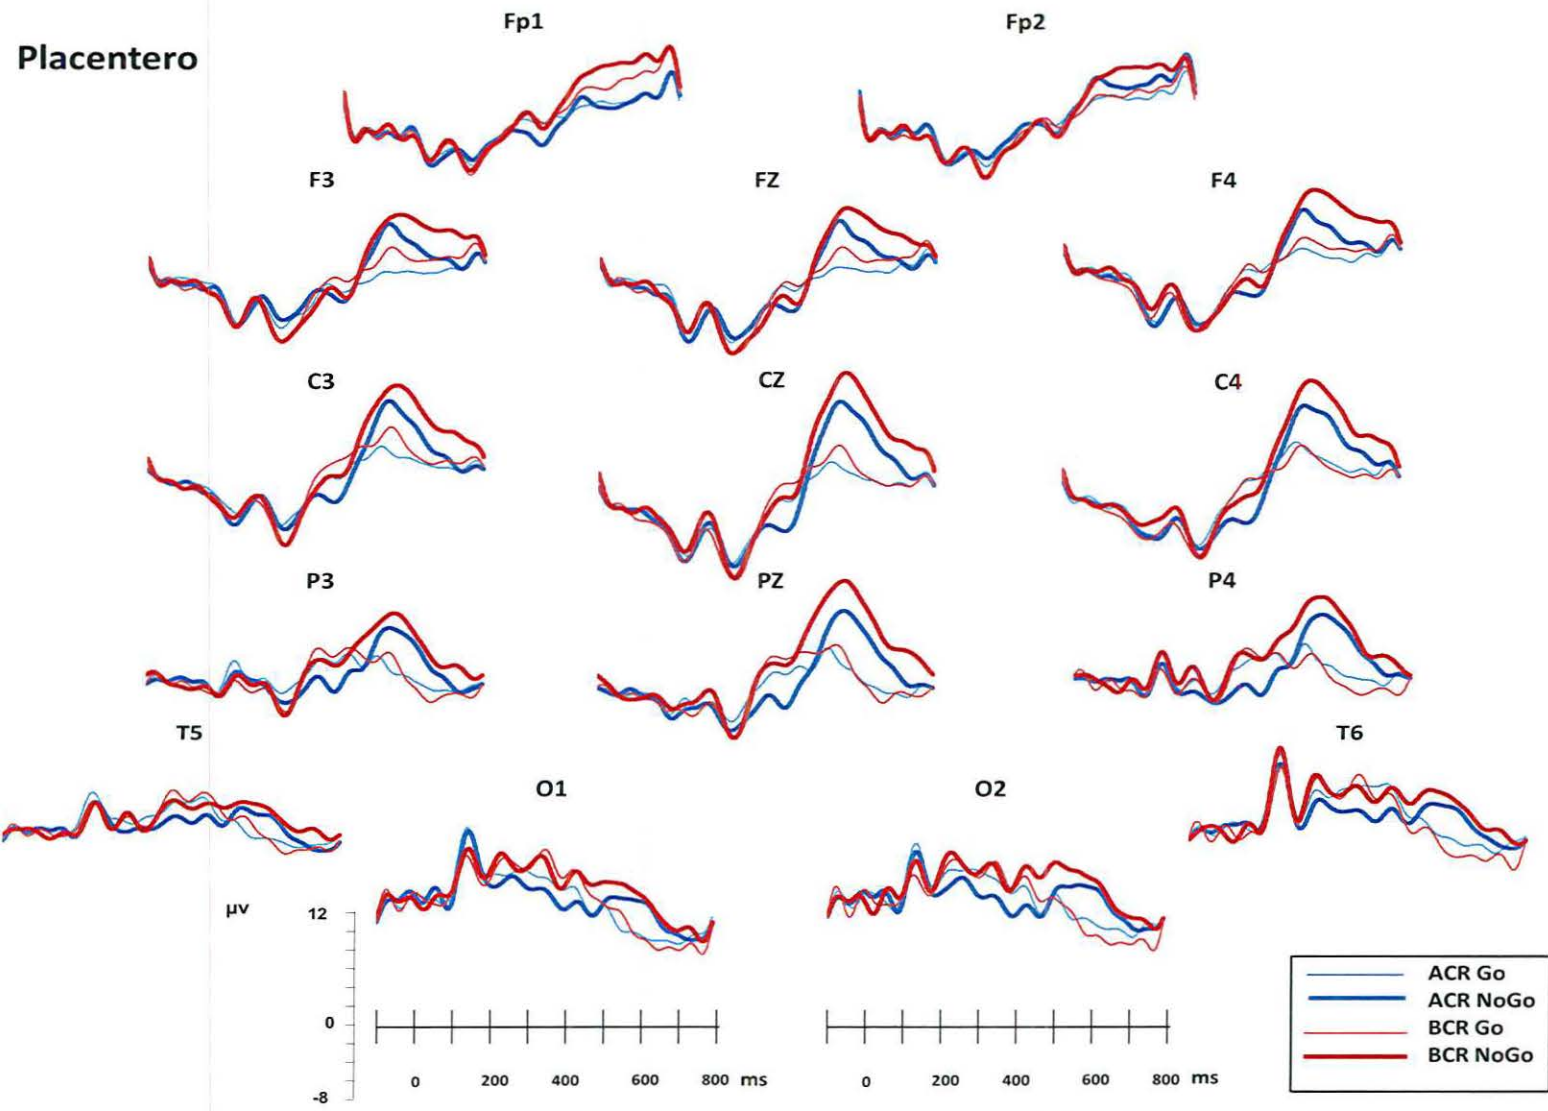 Placentero
Fp1
Fp2
F3
FZ
F4
C3
CZ
C4
P3
PZ
P4
T5
T6
O1
O2
μv
12
0
-8
0 200 400 600 800 ms
0 200 400 600 800 ms
ACR Go
ACR NoGo
BCR Go
BCR NoGo